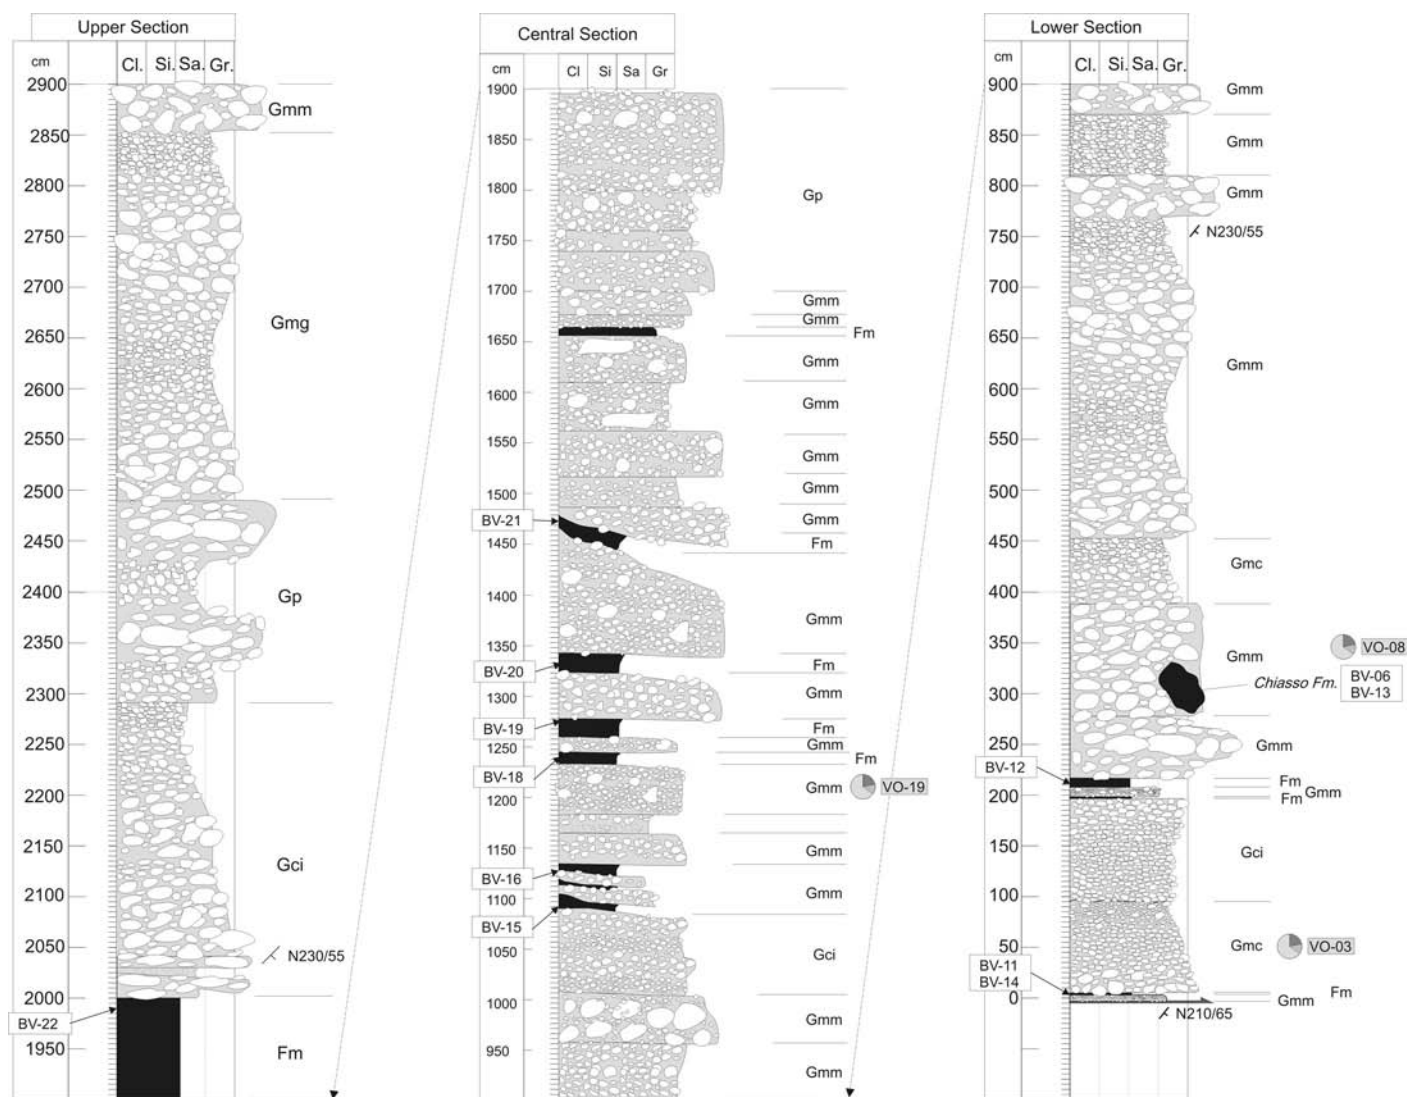 Upper Section
cm
Cl. Si. Sa. Gr.
2900
2850
2800
2750
2700
2650
2600
2550
2500
2450
2400
2350
2300
2250
2200
2150
2100
2050
2000
1950
Gmm
Gmg
Gp
Gci
N230/55
BV-22
Fm
Central Section
cm
Cl Si Sa Gr
1900
1850
1800
1750
1700
1650
1600
1550
1500
1450
1400
1350
1300
1250
1200
1150
1100
1050
1000
950
Gp
Gmm
Gmm
Fm
Gmm
Gmm
Gmm
Gmm
Gmm
BV-21
Fm
Gmm
BV-20
Fm
Gmm
BV-19
Fm
Gmm
Fm
BV-18
Gmm
VO-19
Gmm
BV-16
Gmm
BV-15
Gci
Gmm
Gmm
Lower Section
cm
Cl. Si. Sa. Gr.
900
850
800
750
700
650
600
550
500
450
400
350
300
250
200
150
100
50
0
Gmm
Gmm
Gmm
N230/55
Gmm
Gmc
VO-08
Gmm
Chiasso Fm.
BV-06
BV-13
Gmm
BV-12
Fm
Gmm
Fm
Gci
Gmc
VO-03
BV-11
BV-14
Fm
Gmm
N210/65